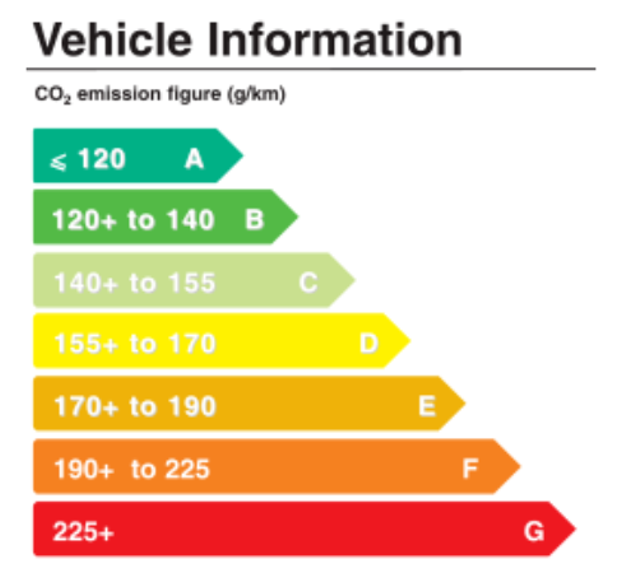 Vehicle Information
CO₂ emission figure (g/km)
⩽ 120 A
120+ to 140 B
140+ to 155 C
155+ to 170 D
170+ to 190 E
190+ to 225 F
225+ G